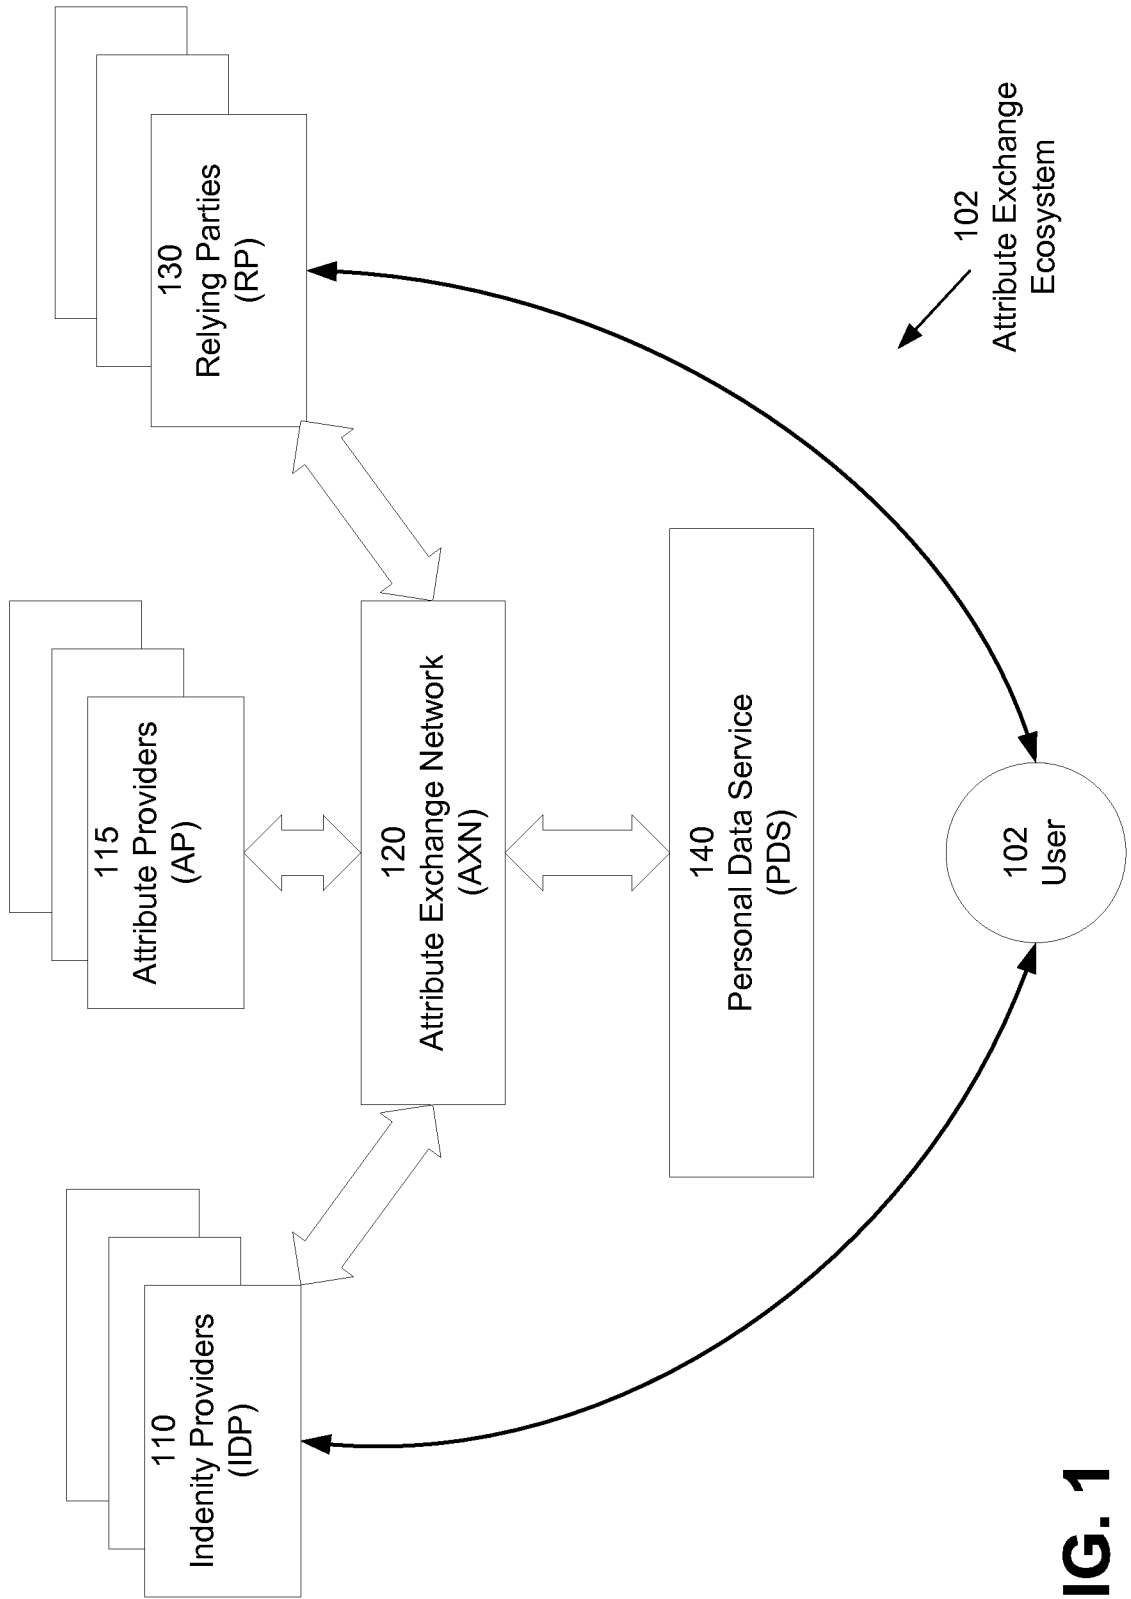 115
Attribute Providers
(AP)
110
Indenity Providers
(IDP)
130
Relying Parties
(RP)
120
Attribute Exchange Network
(AXN)
140
Personal Data Service
(PDS)
102
User
102
Attribute Exchange
Ecosystem
IG. 1